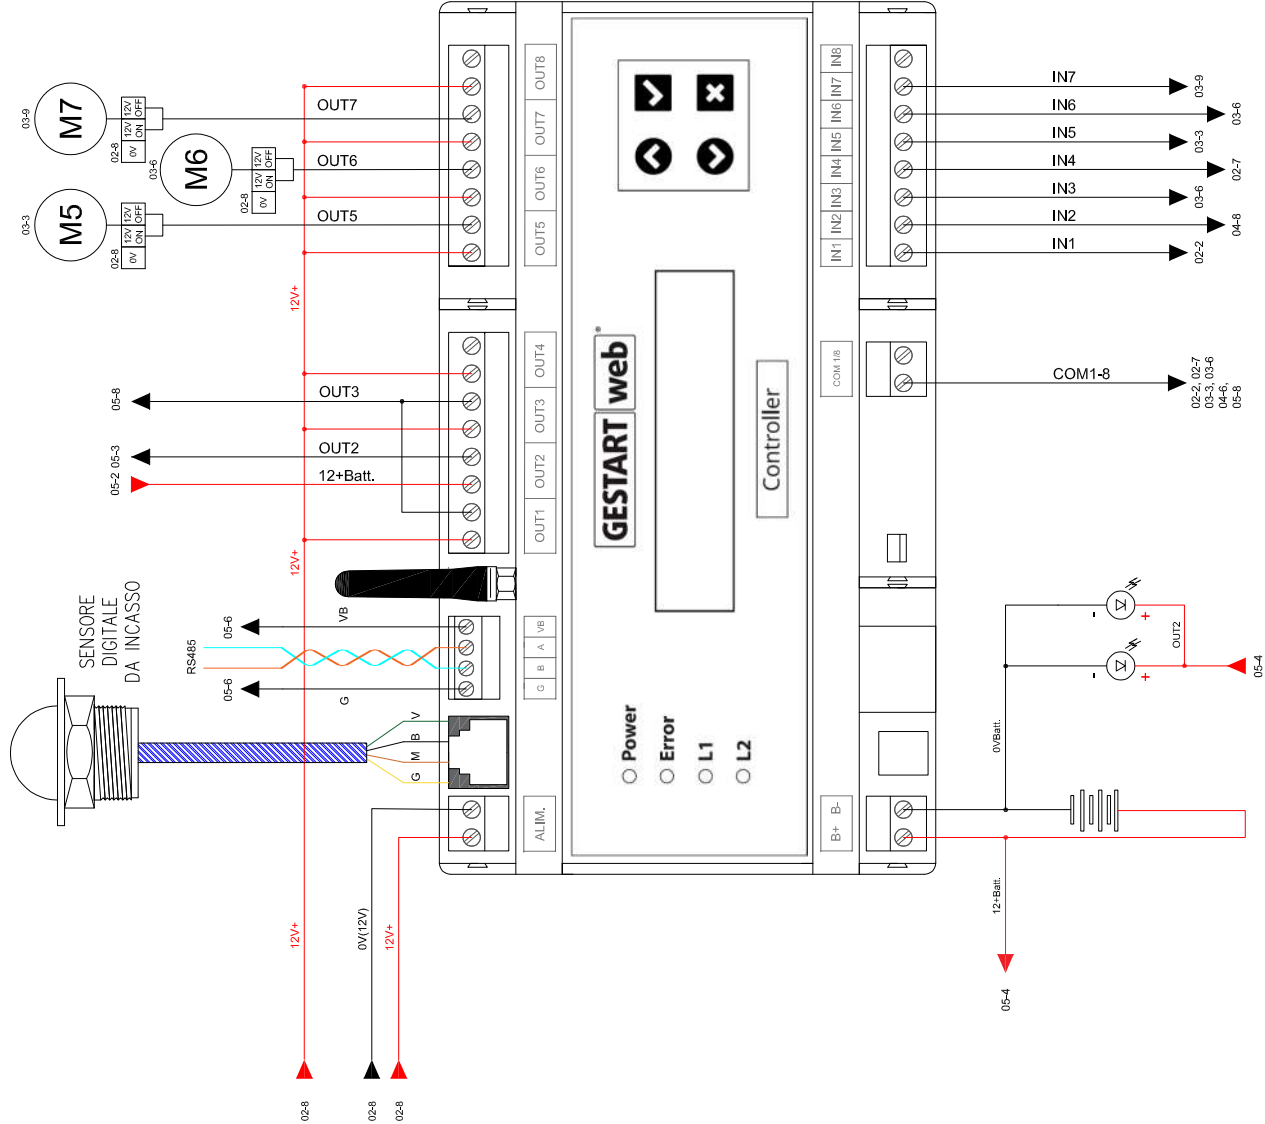 03-9
M7
02-8
0V
12V ON
12V OFF
OUT7
03-6
M6
02-8
0V
12V ON
12V OFF
OUT6
03-3
M5
02-8
0V
12V ON
12V OFF
OUT5
12V+
OUT8
OUT7
OUT6
OUT5
IN8
IN7
IN6
IN5
IN4
IN3
IN2
IN1
IN7
03-9
IN6
03-6
IN5
03-3
IN4
02-7
IN3
03-6
IN2
04-8
IN1
02-2
05-8
OUT3
05-3
OUT2
05-2
12+Batt.
12V+
OUT4
OUT3
OUT2
OUT1
GESTART web®
Controller
COM 1/8
COM1-8
02-2, 02-7
03-3, 03-6
04-6,
05-8
SENSORE
DIGITALE
DA INCASSO
05-6
VB
RS485
05-6
G
VB
A
B
G
V
B
M
G
ALIM.
Power
Error
L1
L2
B-
B+
-
+
-
+
OUT2
05-4
0VBatt.
12+Batt.
05-4
12V+
0V(12V)
12V+
02-8
02-8
02-8